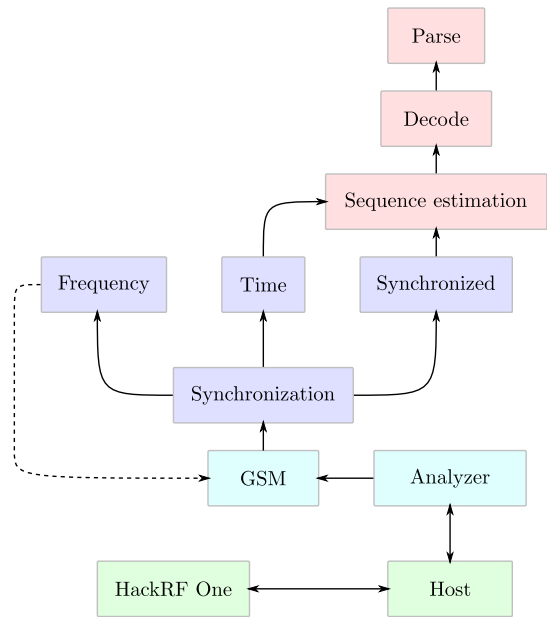 Parse
Decode
Sequence estimation
Frequency
Time
Synchronized
Synchronization
GSM
Analyzer
HackRF One
Host